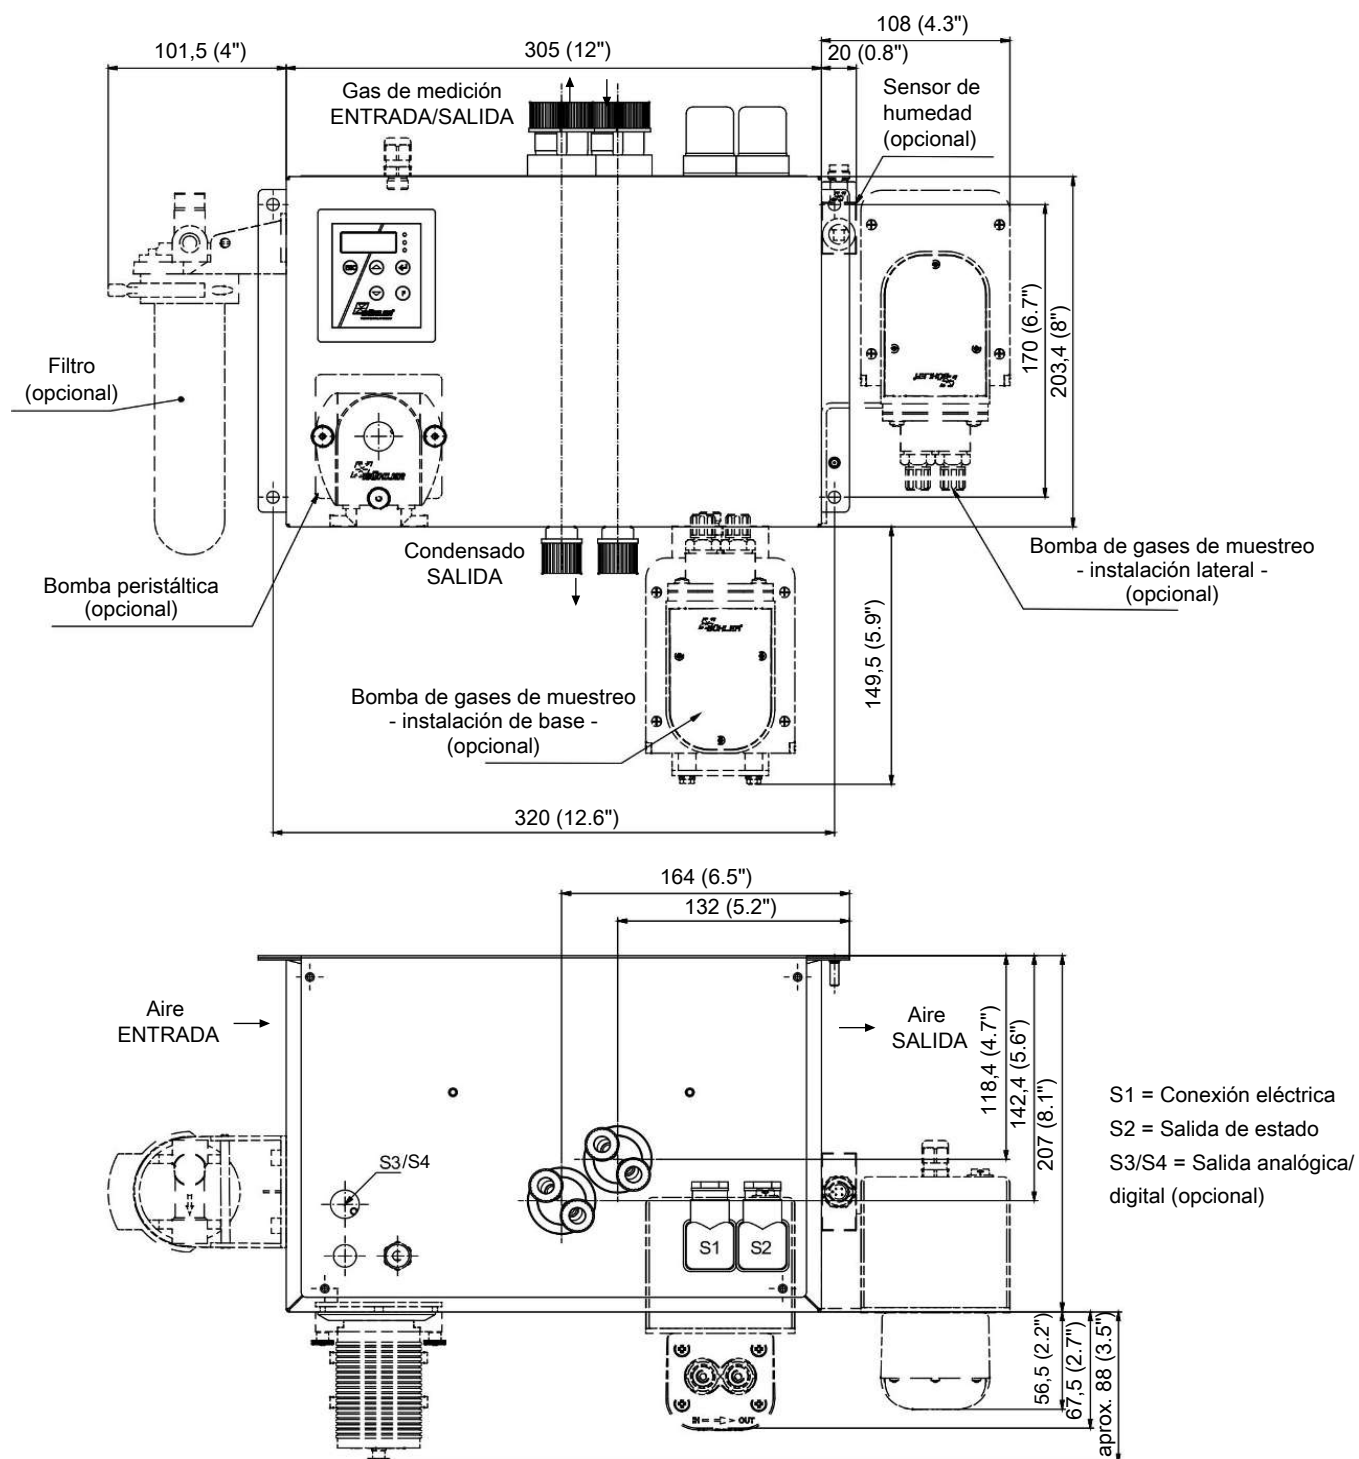 108 (4.3")
101,5 (4")
305 (12")
20 (0.8")
Gas de medición
ENTRADA/SALIDA
Sensor de
humedad
(opcional)
ESC
F
BÜHLER
Filtro
(opcional)
170 (6.7")
203,4 (8")
BÜHLER
BÜHLER
Condensado
SALIDA
Bomba peristáltica
(opcional)
Bomba de gases de muestreo
- instalación lateral -
(opcional)
BÜHLER
149,5 (5.9")
Bomba de gases de muestreo
- instalación de base -
(opcional)
320 (12.6")
164 (6.5")
132 (5.2")
Aire
ENTRADA
Aire
SALIDA
118,4 (4.7")
142,4 (5.6")
207 (8.1")
S1 = Conexión eléctrica
S2 = Salida de estado
S3/S4 = Salida analógica/
digital (opcional)
S3/S4
S1
S2
56,5 (2.2")
67,5 (2.7")
aprox. 88 (3.5")
IN
OUT